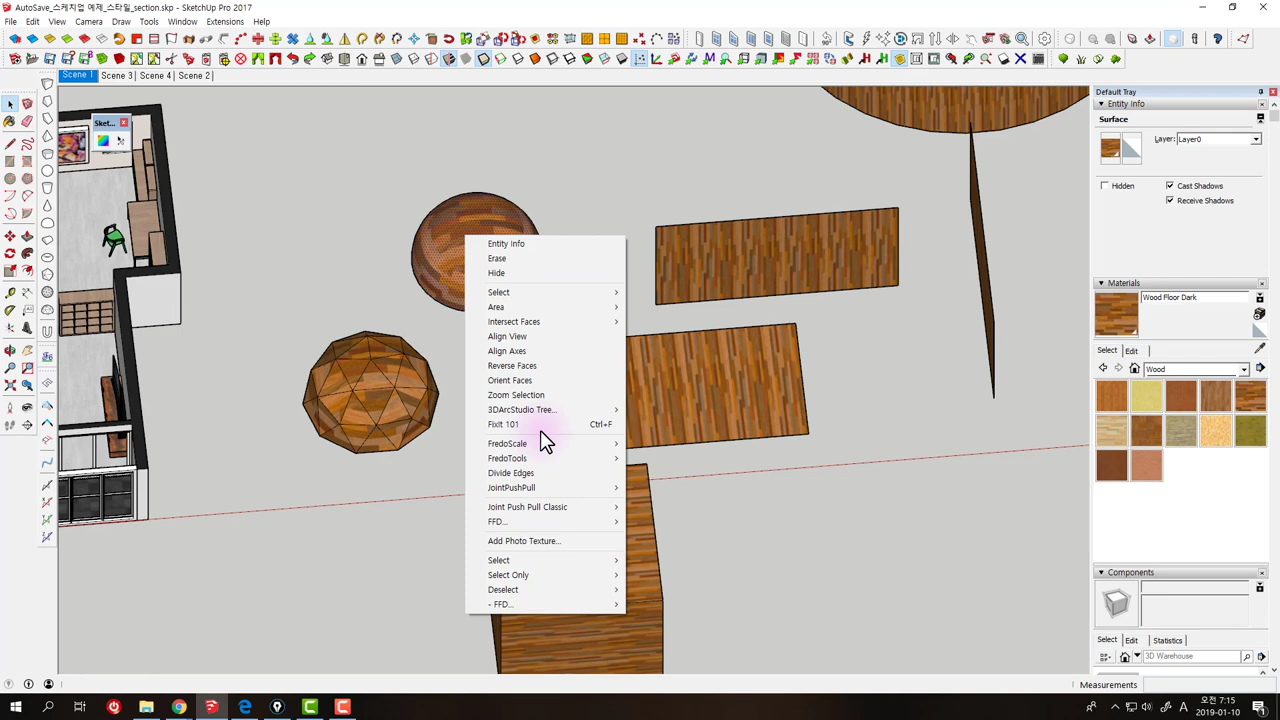 AutoSave_스케치업 예제_스타일_section.skp - SketchUp Pro 2017
File Edit View Camera Draw Tools Window Extensions Help
Scene 1 Scene 3 Scene 4 Scene 2
Sket...
Entity Info
Erase
Hide
Select
Area
Intersect Faces
Align View
Align Axes
Reverse Faces
Orient Faces
Zoom Selection
3DArcStudio Tree...
FixIt 101 Ctrl+F
FredoScale
FredoTools
Divide Edges
JointPushPull
Joint Push Pull Classic
FFD...
Add Photo Texture...
Select
Select Only
Deselect
- FFD...
Default Tray
Entity Info
Surface
Layer: Layer0
Hidden Cast Shadows
Receive Shadows
Materials
Wood Floor Dark
Select Edit
Wood
Components
Select Edit Statistics
3D Warehouse
Measurements
A 오전 7:15
2019-01-10